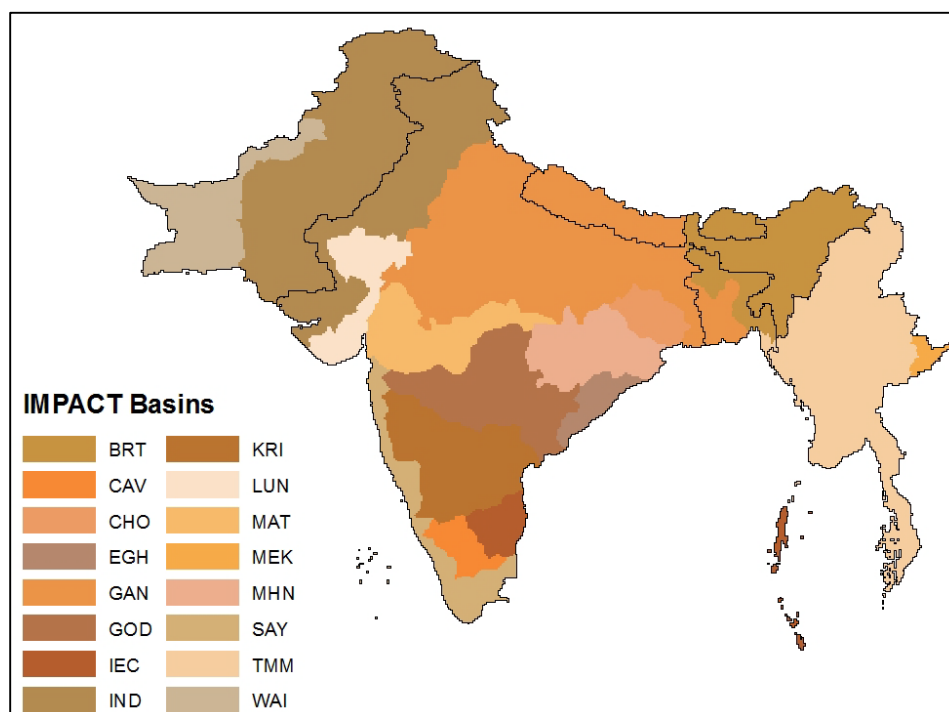 IMPACT Basins
BRT KRI
CAV LUN
CHO MAT
EGH MEK
GAN MHN
GOD SAY
IEC TMM
IND WAI